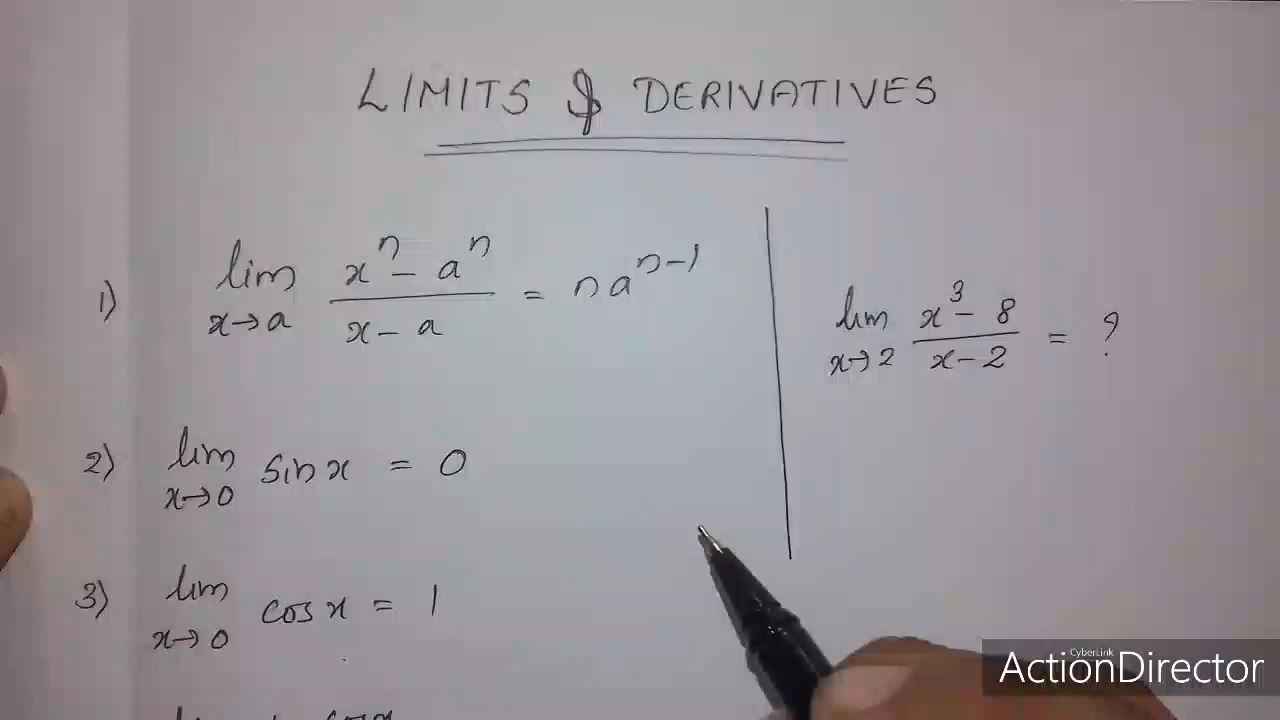 LIMITS & DERIVATIVES
1) lim x→a (xⁿ - aⁿ)/(x - a) = naⁿ⁻¹
lim x→2 (x³ - 8)/(x - 2) = ?
2) lim x→0 sin x = 0
3) lim x→0 cos x = 1
CyberLink
ActionDirector